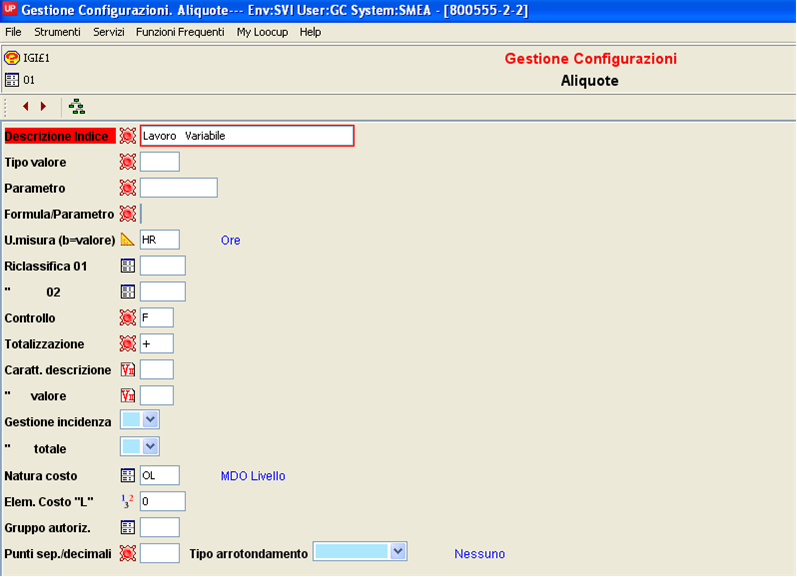 UP Gestione Configurazioni. Aliquote--- Env:SVI User:GC System:SMEA - [800555-2-2]
File Strumenti Servizi Funzioni Frequenti My Loocup Help
IGI£1 Gestione Configurazioni
01 Aliquote
Descrizione Indice Lavoro Variabile
Tipo valore
Parametro
Formula/Parametro
U.misura (b=valore) HR Ore
Riclassifica 01
" 02
Controllo F
Totalizzazione +
Caratt. descrizione
" valore
Gestione incidenza
" totale
Natura costo OL MDO Livello
Elem. Costo "L" 0
Gruppo autoriz.
Punti sep./decimali Tipo arrotondamento Nessuno